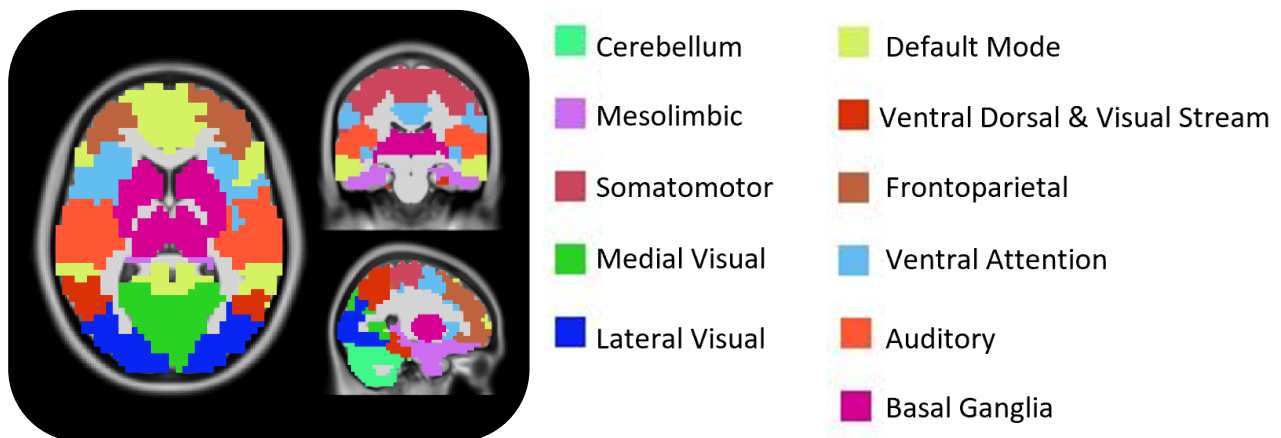 Cerebellum
Mesolimbic
Somatomotor
Medial Visual
Lateral Visual
Default Mode
Ventral Dorsal & Visual Stream
Frontoparietal
Ventral Attention
Auditory
Basal Ganglia